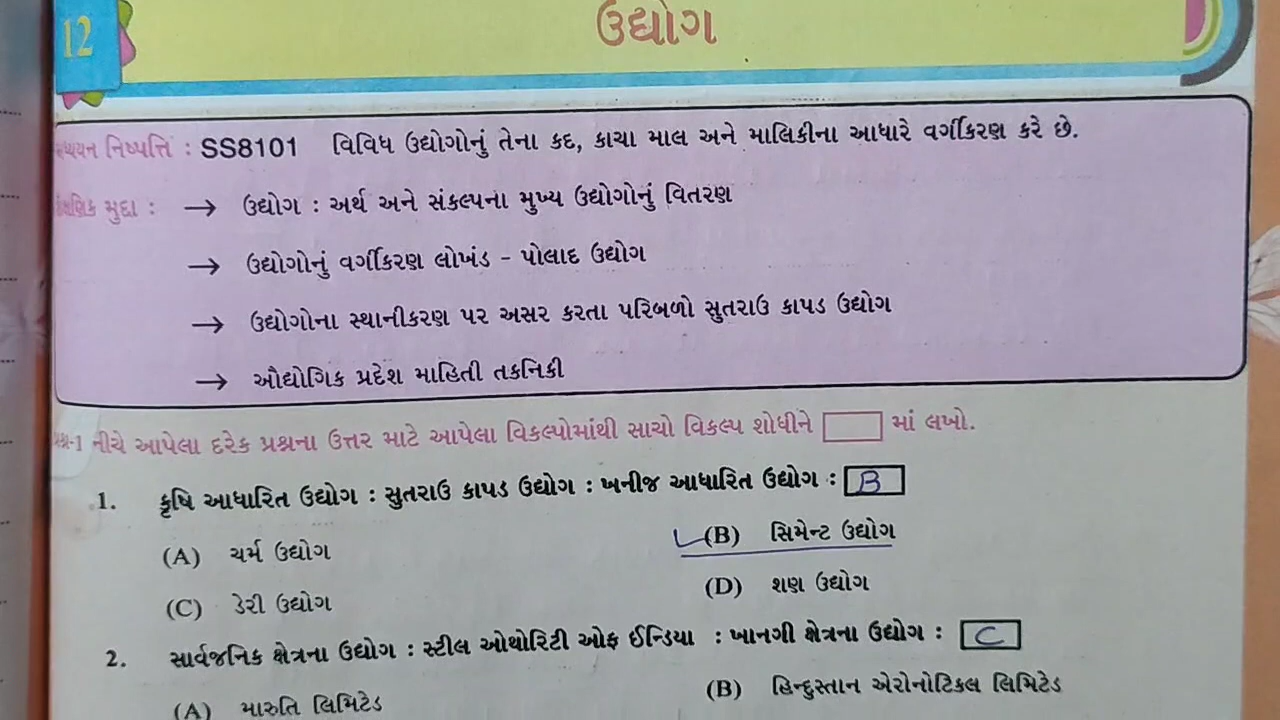 12
ઉદ્યોગ
નિષ્પત્તિ : SS8101 વિવિધ ઉદ્યોગોનું તેના કદ, કાચા માલ અને માલિકીના આધારે વર્ગીકરણ કરે છે.
મુદ્દા : → ઉદ્યોગ : અર્થ અને સંકલ્પના મુખ્ય ઉદ્યોગોનું વિતરણ
→ ઉદ્યોગોનું વર્ગીકરણ લોખંડ - પોલાદ ઉદ્યોગ
→ ઉદ્યોગોના સ્થાનીકરણ પર અસર કરતા પરિબળો સુતરાઉ કાપડ ઉદ્યોગ
→ ઔદ્યોગિક પ્રદેશ માહિતી તકનિકી
નીચે આપેલા દરેક પ્રશ્નના ઉત્તર માટે આપેલા વિકલ્પોમાંથી સાચો વિકલ્પ શોધીને માં લખો.
1. કૃષિ આધારિત ઉદ્યોગ : સુતરાઉ કાપડ ઉદ્યોગ : ખનીજ આધારિત ઉદ્યોગ : B
(A) ચર્મ ઉદ્યોગ (B) સિમેન્ટ ઉદ્યોગ
(C) ડેરી ઉદ્યોગ (D) શણ ઉદ્યોગ
2. સાર્વજનિક ક્ષેત્રના ઉદ્યોગ : સ્ટીલ ઓથોરિટી ઓફ ઈન્ડિયા : ખાનગી ક્ષેત્રના ઉદ્યોગ : C
(A) મારુતિ લિમિટેડ (B) હિન્દુસ્તાન એરોનોટિકલ લિમિટેડ